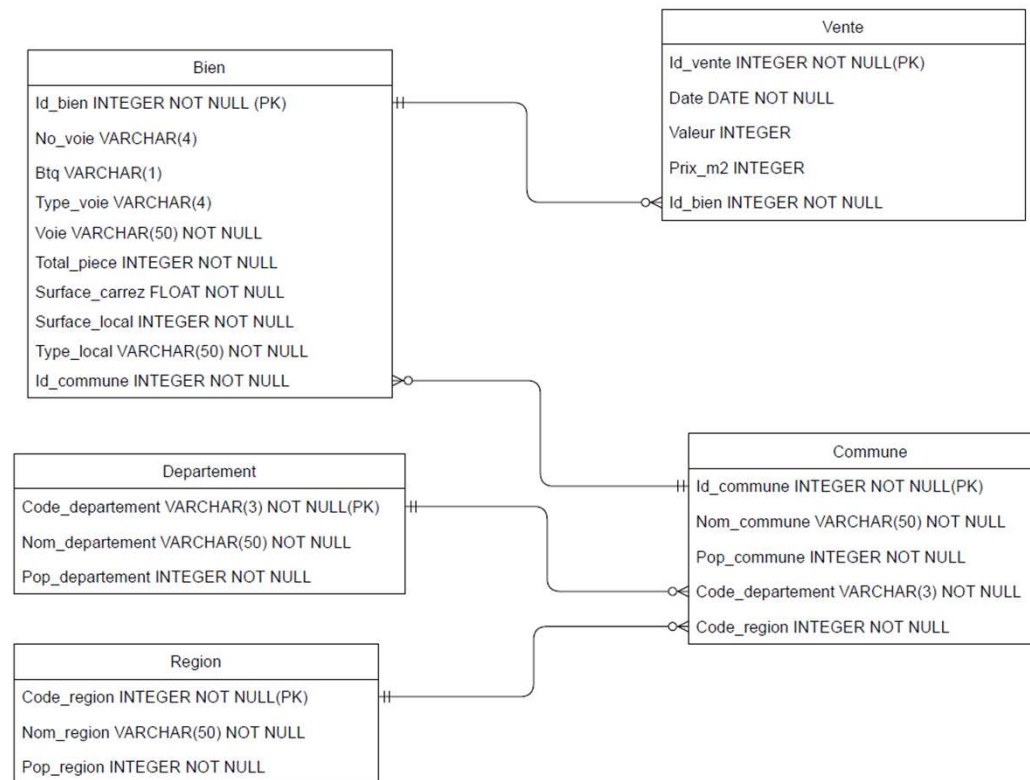 Bien
Id_bien INTEGER NOT NULL (PK)
No_voie VARCHAR(4)
Btq VARCHAR(1)
Type_voie VARCHAR(4)
Voie VARCHAR(50) NOT NULL
Total_piece INTEGER NOT NULL
Surface_carrez FLOAT NOT NULL
Surface_local INTEGER NOT NULL
Type_local VARCHAR(50) NOT NULL
Id_commune INTEGER NOT NULL
Vente
Id_vente INTEGER NOT NULL(PK)
Date DATE NOT NULL
Valeur INTEGER
Prix_m2 INTEGER
Id_bien INTEGER NOT NULL
Departement
Code_departement VARCHAR(3) NOT NULL(PK)
Nom_departement VARCHAR(50) NOT NULL
Pop_departement INTEGER NOT NULL
Commune
Id_commune INTEGER NOT NULL(PK)
Nom_commune VARCHAR(50) NOT NULL
Pop_commune INTEGER NOT NULL
Code_departement VARCHAR(3) NOT NULL
Code_region INTEGER NOT NULL
Region
Code_region INTEGER NOT NULL(PK)
Nom_region VARCHAR(50) NOT NULL
Pop_region INTEGER NOT NULL